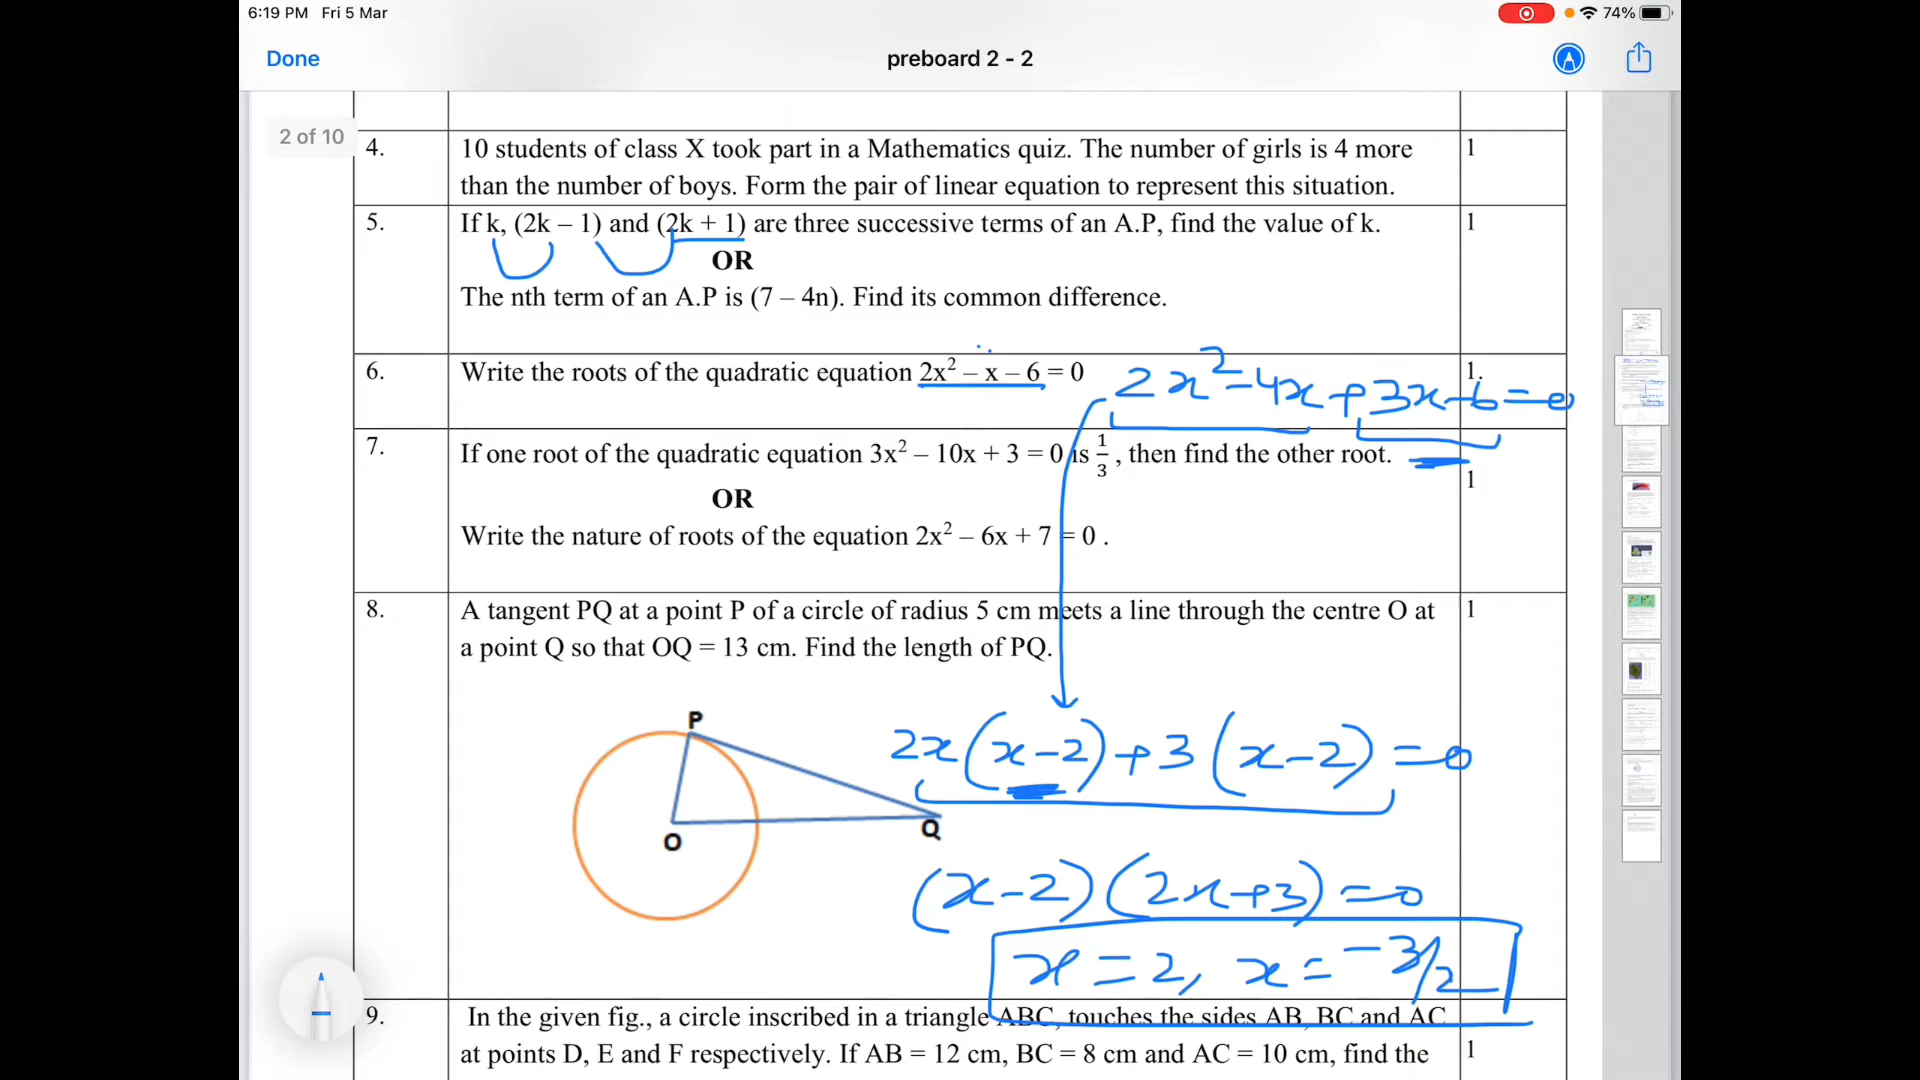 6:19 PM Fri 5 Mar
74%
Done
preboard 2 - 2
2 of 10
4. 10 students of class X took part in a Mathematics quiz. The number of girls is 4 more 1
than the number of boys. Form the pair of linear equation to represent this situation.
5. If k, (2k – 1) and (2k + 1) are three successive terms of an A.P, find the value of k. 1
OR
The nth term of an A.P is (7 – 4n). Find its common difference.
6. Write the roots of the quadratic equation 2x² – x – 6 = 0 1.
2x² - 4x + 3x - 6 = 0
7. If one root of the quadratic equation 3x² – 10x + 3 = 0 is 1/3 , then find the other root.
1
OR
Write the nature of roots of the equation 2x² – 6x + 7 = 0 .
8. A tangent PQ at a point P of a circle of radius 5 cm meets a line through the centre O at 1
a point Q so that OQ = 13 cm. Find the length of PQ.
P
O
Q
2x(x-2)+3(x-2)=0
(x-2)(2x+3)=0
x=2, x=-3/2
9. In the given fig., a circle inscribed in a triangle ABC, touches the sides AB, BC and AC
at points D, E and F respectively. If AB = 12 cm, BC = 8 cm and AC = 10 cm, find the 1